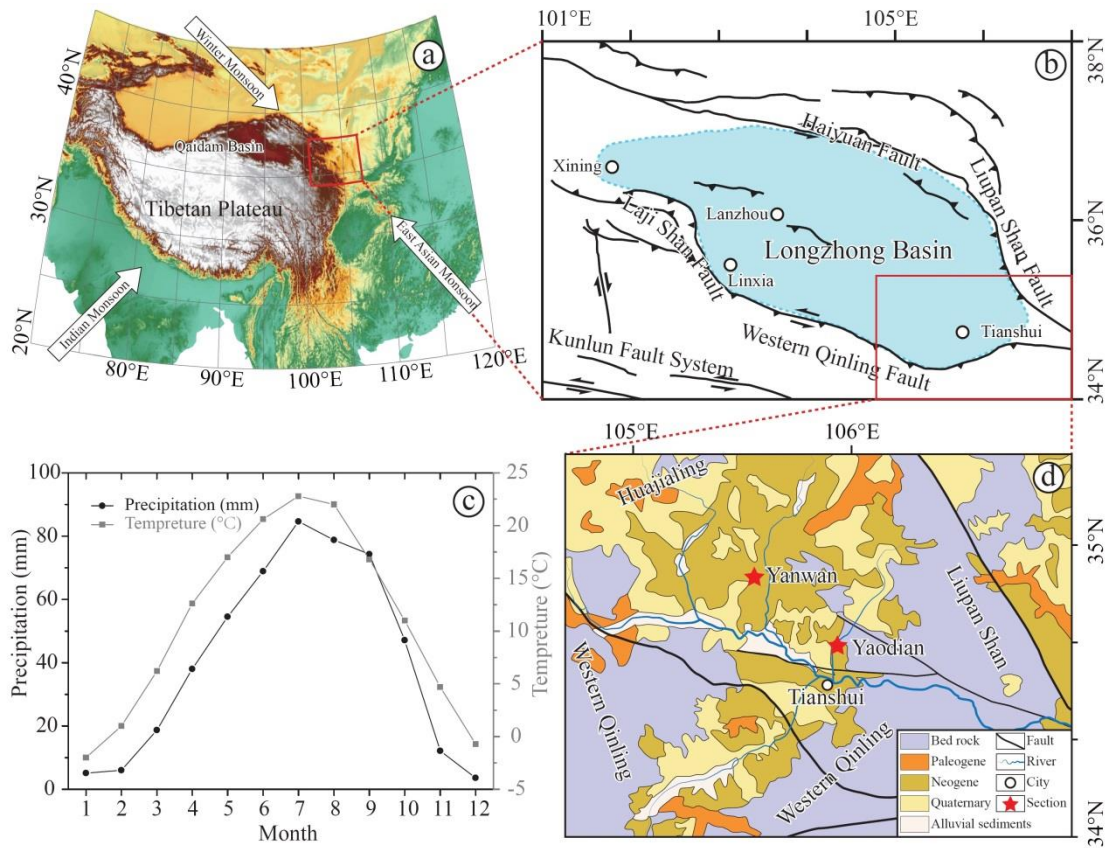 a
Winter Monsoon
Qaidam Basin
Tibetan Plateau
East Asian Monsoon
Indian Monsoon
40°N
30°N
20°N
80°E
90°E
100°E
110°E
120°E
101°E
105°E
b
38°N
36°N
34°N
Haiyuan Fault
Xining
Liupan Shan Fault
Lanzhou
Laji Shan Fault
Longzhong Basin
Linxia
Tianshui
Western Qinling Fault
Kunlun Fault System
c
Precipitation (mm)
Tempreture (°C)
Precipitation (mm)
100
80
60
40
20
0
Tempreture (°C)
25
20
15
10
5
0
−5
1 2 3 4 5 6 7 8 9 10 11 12
Month
105°E
106°E
d
35°N
34°N
Huajialing
Yanwan
Liupan Shan
Yaodian
Tianshui
Western Qinling
Western Qinling
Bed rock
Fault
Paleogene
River
Neogene
City
Quaternary
Section
Alluvial sediments